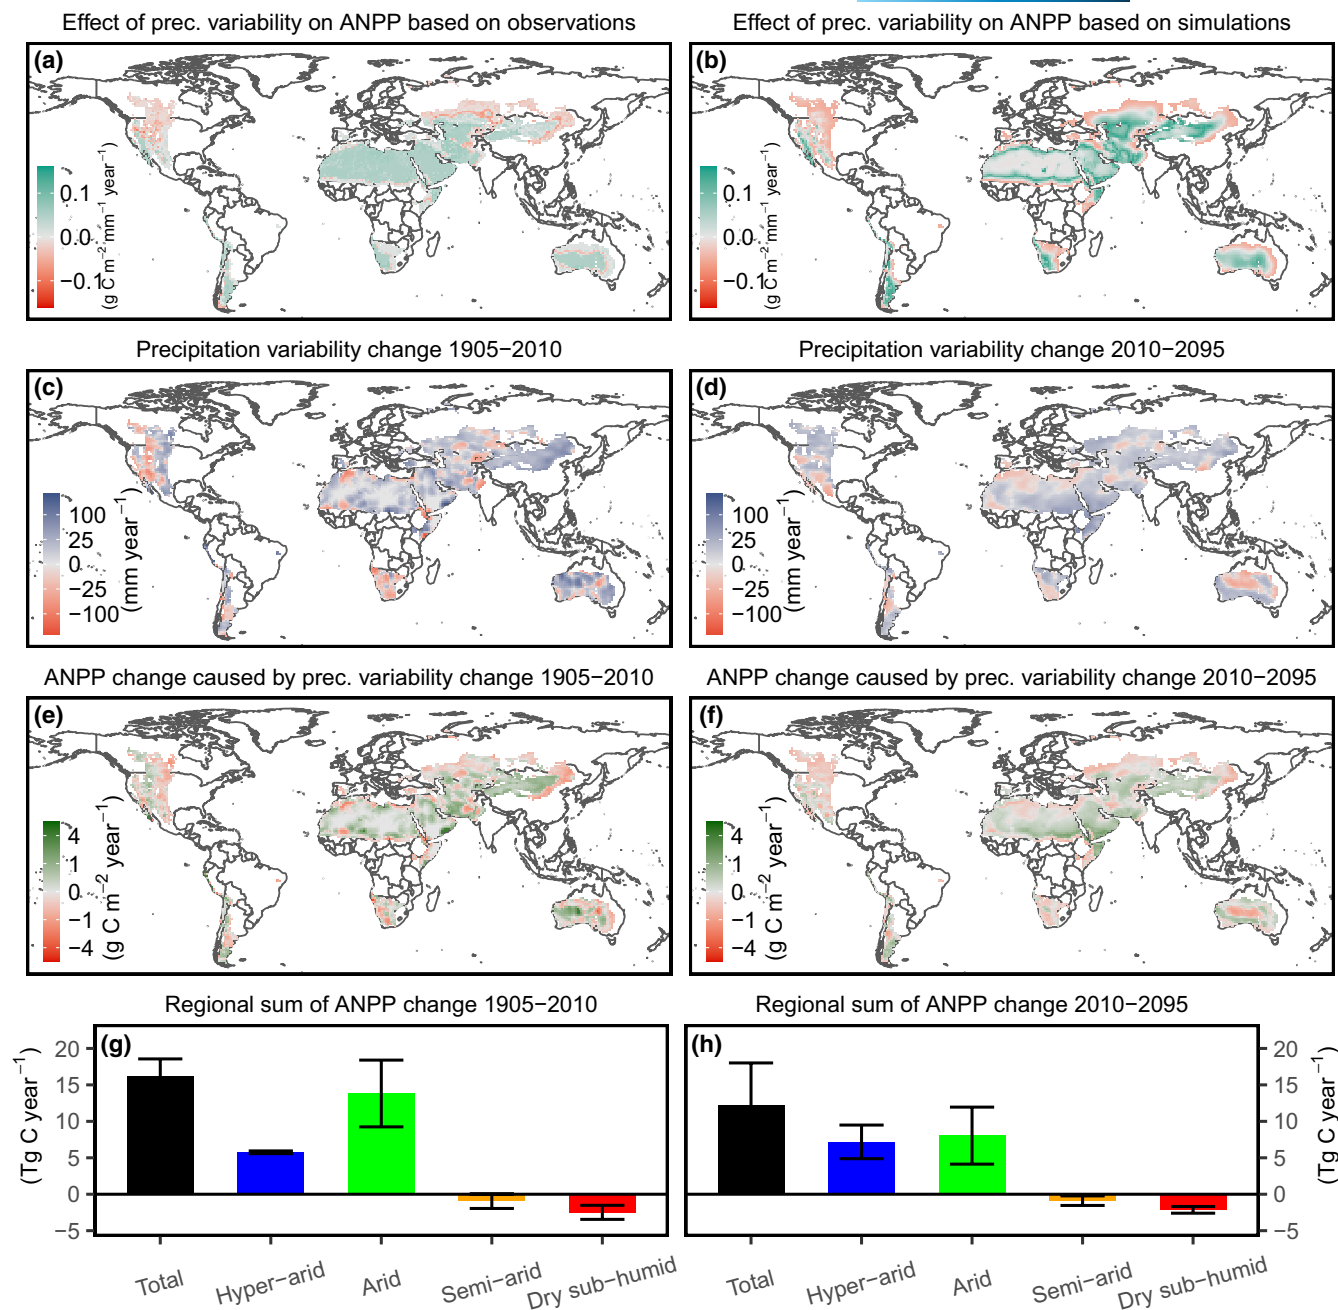 Effect of prec. variability on ANPP based on observations
Effect of prec. variability on ANPP based on simulations
(a)
0.1
0.0
−0.1
(g C m⁻² mm⁻¹ year⁻¹)
(b)
0.1
0.0
−0.1
(g C m⁻² mm⁻¹ year⁻¹)
Precipitation variability change 1905−2010
Precipitation variability change 2010−2095
(c)
100
25
0
−25
−100
(mm year⁻¹)
(d)
100
25
0
−25
−100
(mm year⁻¹)
ANPP change caused by prec. variability change 1905−2010
ANPP change caused by prec. variability change 2010−2095
(e)
4
1
0
−1
−4
(g C m⁻² year⁻¹)
(f)
4
1
0
−1
−4
(g C m⁻² year⁻¹)
Regional sum of ANPP change 1905−2010
Regional sum of ANPP change 2010−2095
(g)
(Tg C year⁻¹)
20
15
10
5
0
−5
Total
Hyper−arid
Arid
Semi−arid
Dry sub−humid
(h)
20
15
10
5
0
−5
(Tg C year⁻¹)
Total
Hyper−arid
Arid
Semi−arid
Dry sub−humid